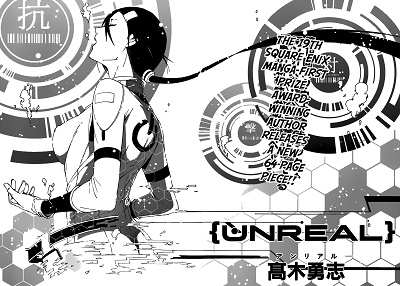 抗
THE 19TH
SQUARE ENIX
MANGA FIRST
PRIZE
AWARD-
WINNING
AUTHOR
RELEASES
A NEW
64-PAGE
PIECE!!
{UNREAL}
アンリアル
髙木勇志